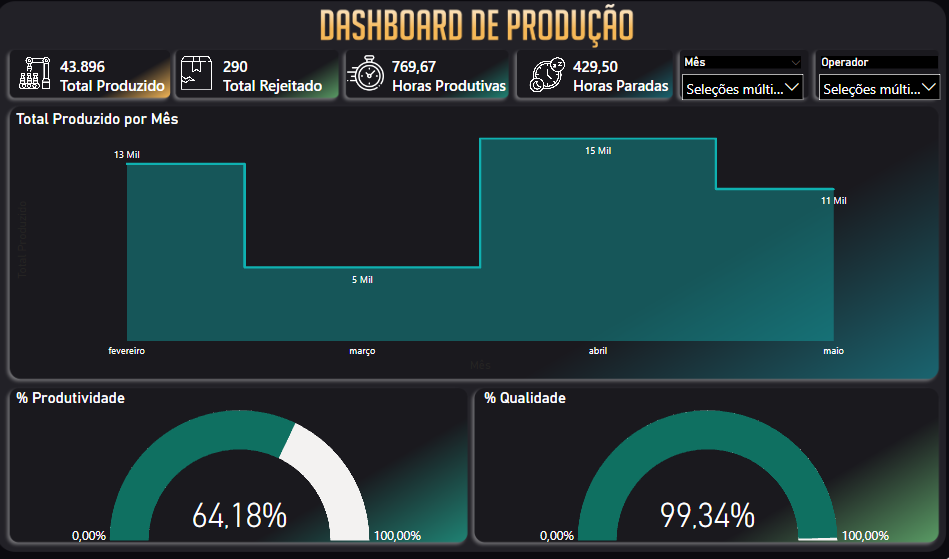 DASHBOARD DE PRODUÇÃO
43.896
Total Produzido
290
Total Rejeitado
769,67
Horas Produtivas
429,50
Horas Paradas
Mês
Seleções múlti...
Operador
Seleções múlti...
Total Produzido por Mês
13 Mil
15 Mil
11 Mil
5 Mil
Total Produção
fevereiro
março
abril
maio
Mês
% Produtividade
64,18%
0,00%
100,00%
% Qualidade
99,34%
0,00%
100,00%